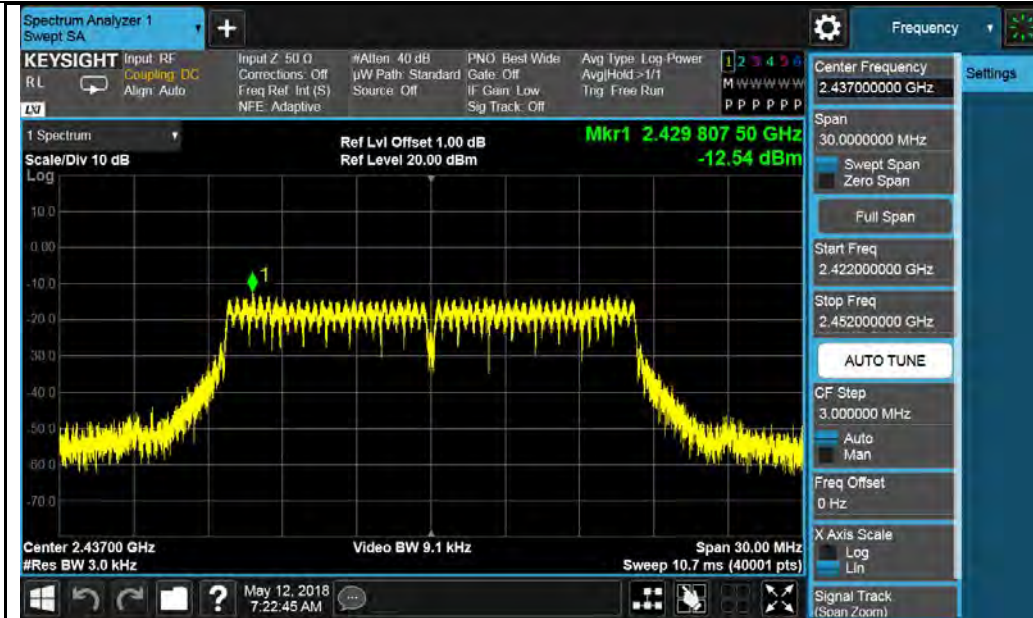 Spectrum Analyzer 1
Swept SA
+
Frequency
KEYSIGHT
RL
LXI
Input: RF
Coupling: DC
Align: Auto
Input Z: 50 Ω
Corrections: Off
Freq Ref: Int (S)
NFE: Adaptive
#Atten: 40 dB
µW Path: Standard
Source: Off
PNO: Best Wide
Gate: Off
IF Gain: Low
Sig Track: Off
Avg Type: Log-Power
Avg|Hold:>1/1
Trig: Free Run
1 2 3 4 5 6
M W W W W W
P P P P P P
Center Frequency
2.437000000 GHz
Settings
Span
30.0000000 MHz
Swept Span
Zero Span
Full Span
Start Freq
2.422000000 GHz
Stop Freq
2.452000000 GHz
AUTO TUNE
CF Step
3.000000 MHz
Auto
Man
Freq Offset
0 Hz
X Axis Scale
Log
Lin
Signal Track
(Span Zoom)
1 Spectrum
Scale/Div 10 dB
Log
Ref Lvl Offset 1.00 dB
Ref Level 20.00 dBm
Mkr1 2.429 807 50 GHz
-12.54 dBm
10.0
0.00
-10.0
-20.0
-30.0
-40.0
-50.0
-60.0
-70.0
1
Center 2.43700 GHz
#Res BW 3.0 kHz
Video BW 9.1 kHz
Span 30.00 MHz
Sweep 10.7 ms (40001 pts)
?
May 12, 2018
7:22:45 AM